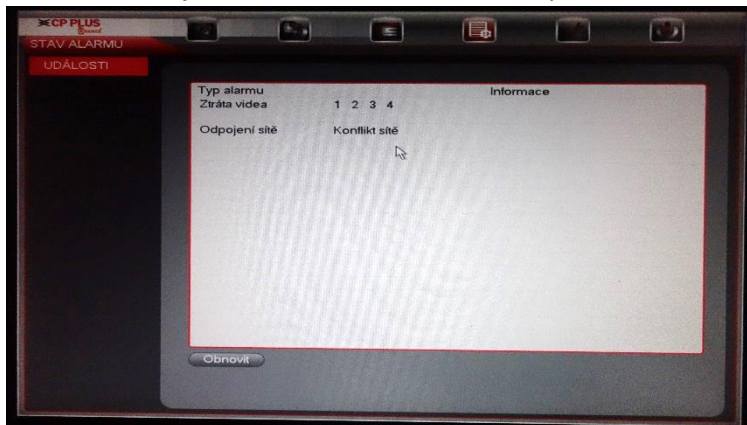 CP PLUS
STAV ALARMU
UDÁLOSTI
Typ alarmu Informace
Ztráta videa 1 2 3 4
Odpojení sítě Konflikt sítě
Obnovit